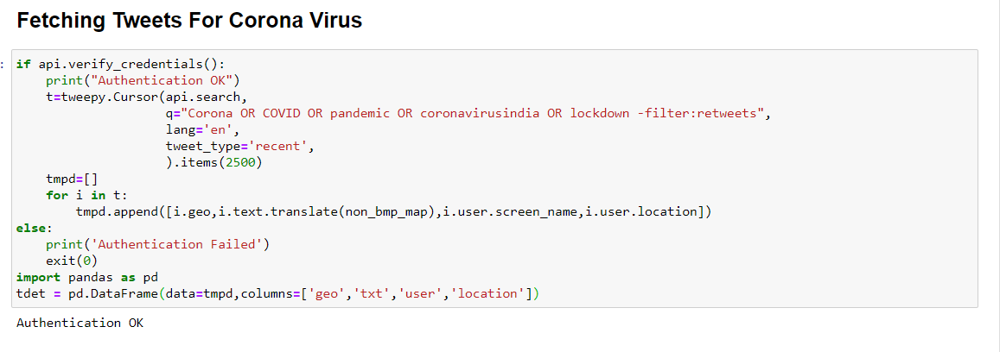 Fetching Tweets For Corona Virus
: if api.verify_credentials():
    print("Authentication OK")
    t=tweepy.Cursor(api.search,
                    q="Corona OR COVID OR pandemic OR coronavirusindia OR lockdown -filter:retweets",
                    lang='en',
                    tweet_type='recent',
                    ).items(2500)
    tmpd=[]
    for i in t:
        tmpd.append([i.geo,i.text.translate(non_bmp_map),i.user.screen_name,i.user.location])
else:
    print('Authentication Failed')
    exit(0)
import pandas as pd
tdet = pd.DataFrame(data=tmpd,columns=['geo','txt','user','location'])
Authentication OK